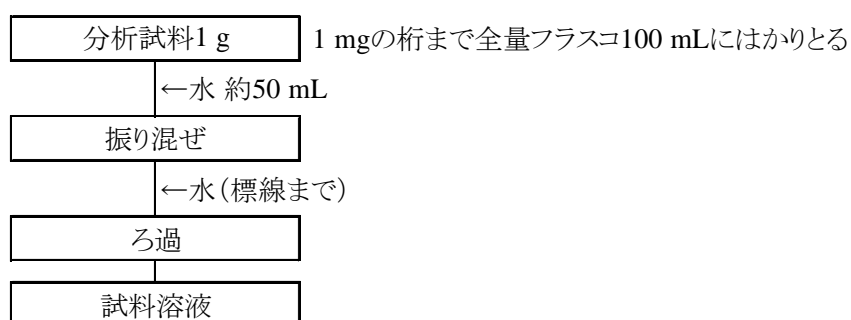 分析試料1 g 1 mgの桁まで全量フラスコ100 mLにはかりとる
←水 約50 mL
振り混ぜ
←水（標線まで）
ろ過
試料溶液